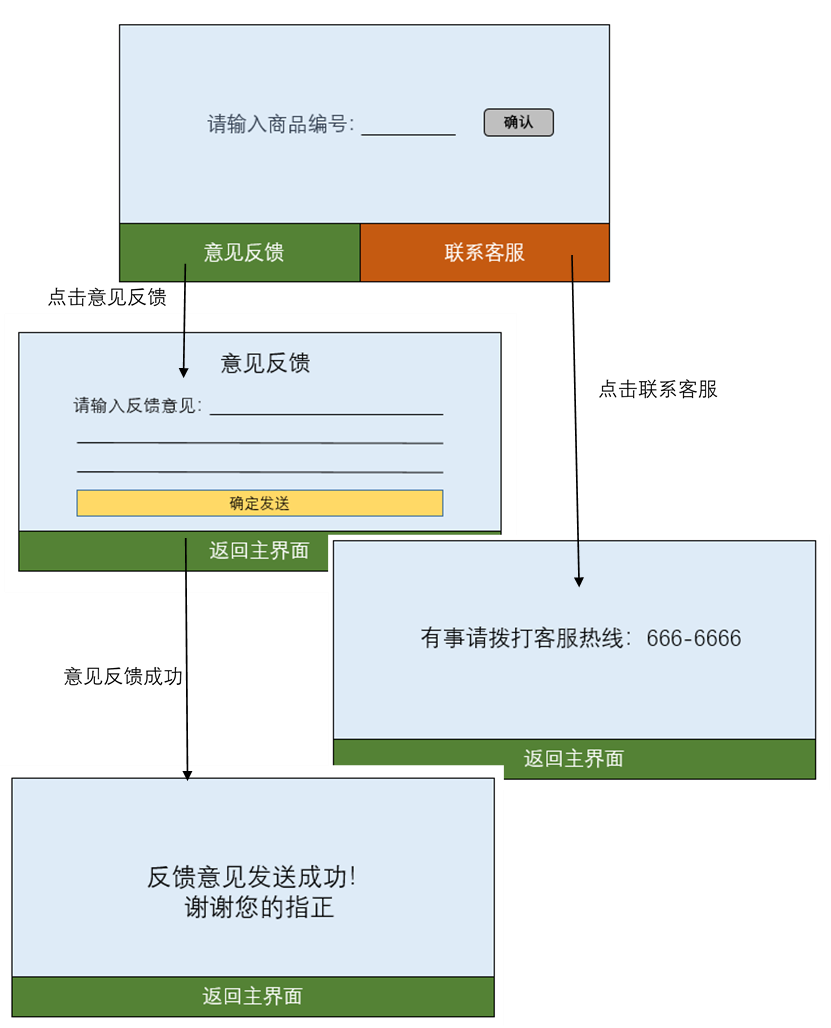 请输入商品编号：
确认
意见反馈
联系客服
点击意见反馈
意见反馈
请输入反馈意见：
确定发送
返回主界面
点击联系客服
有事请拨打客服热线：666-6666
返回主界面
意见反馈成功
反馈意见发送成功！
谢谢您的指正
返回主界面